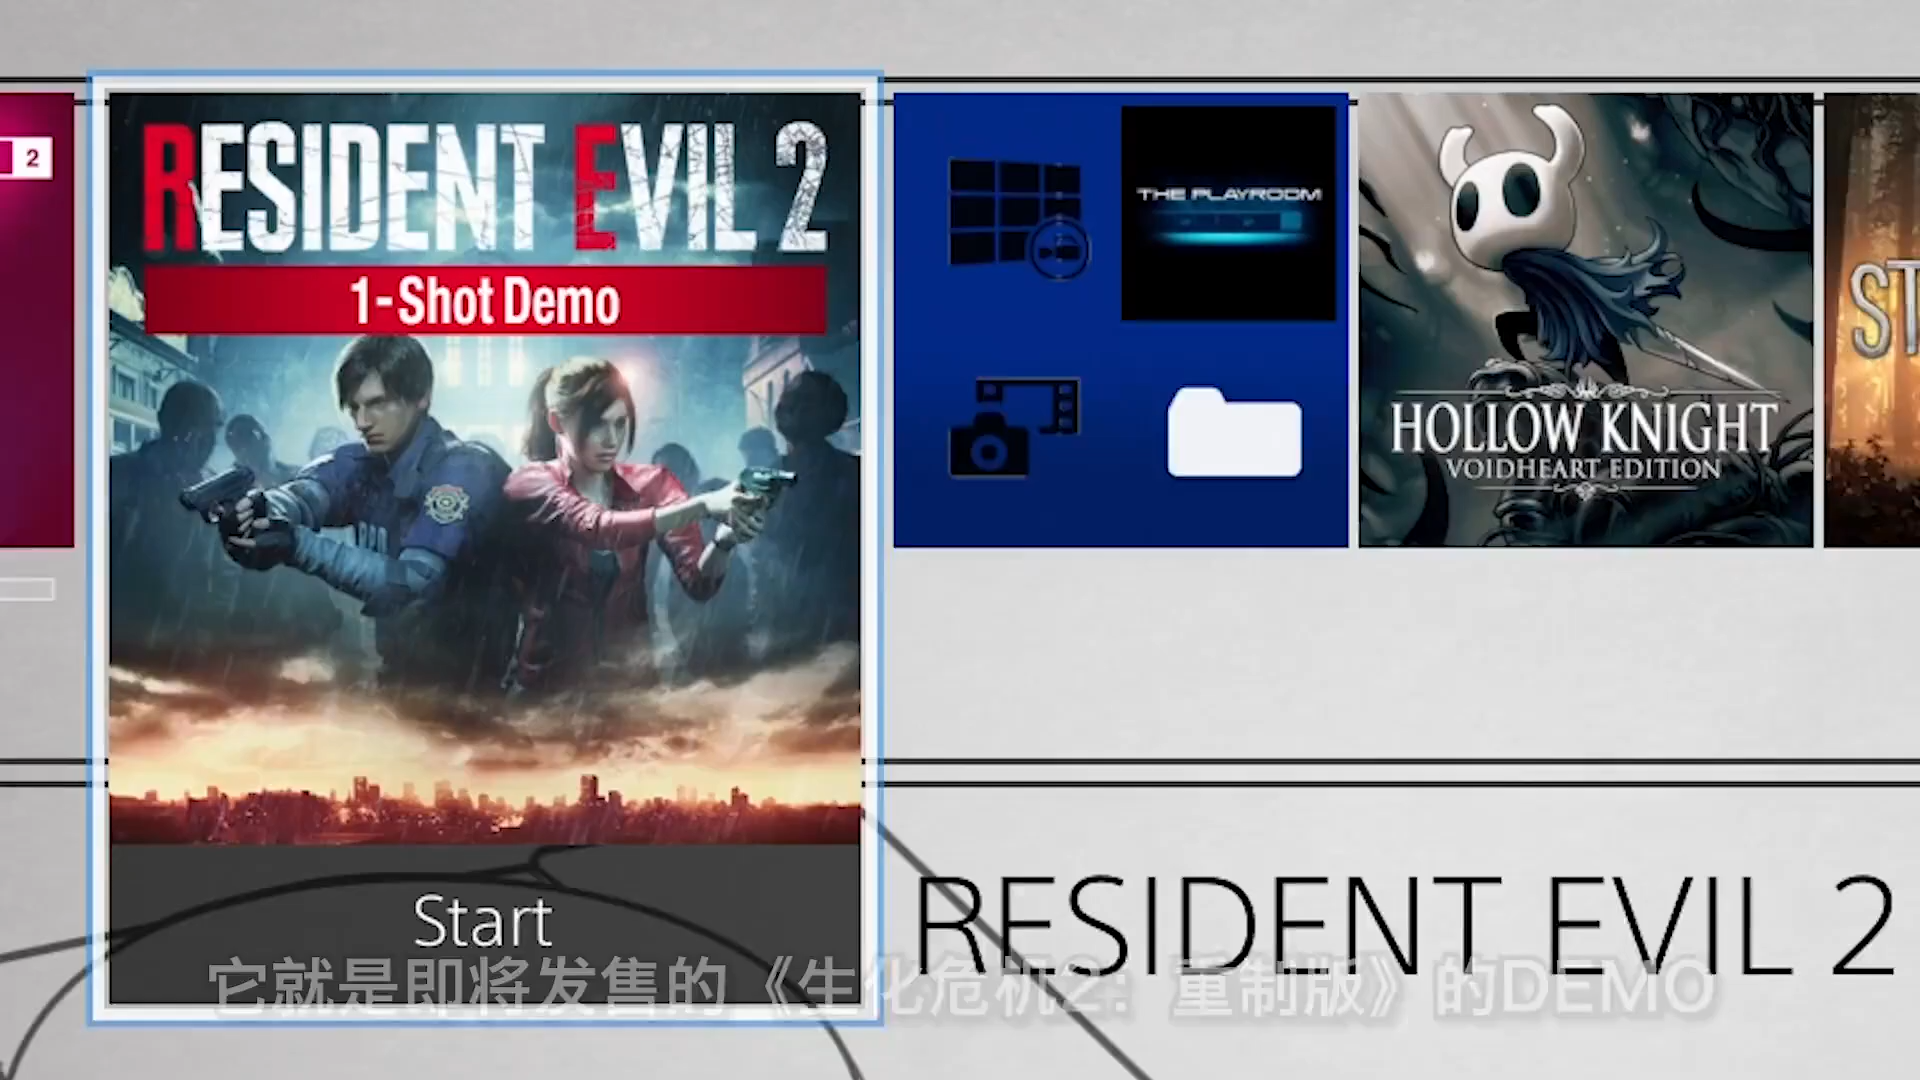 2
RESIDENT EVIL 2
1-Shot Demo
THE PLAYROOM
HOLLOW KNIGHT
VOIDHEART EDITION
ST
Start
RESIDENT EVIL 2
它就是即将发售的《生化危机2：重制版》的DEMO